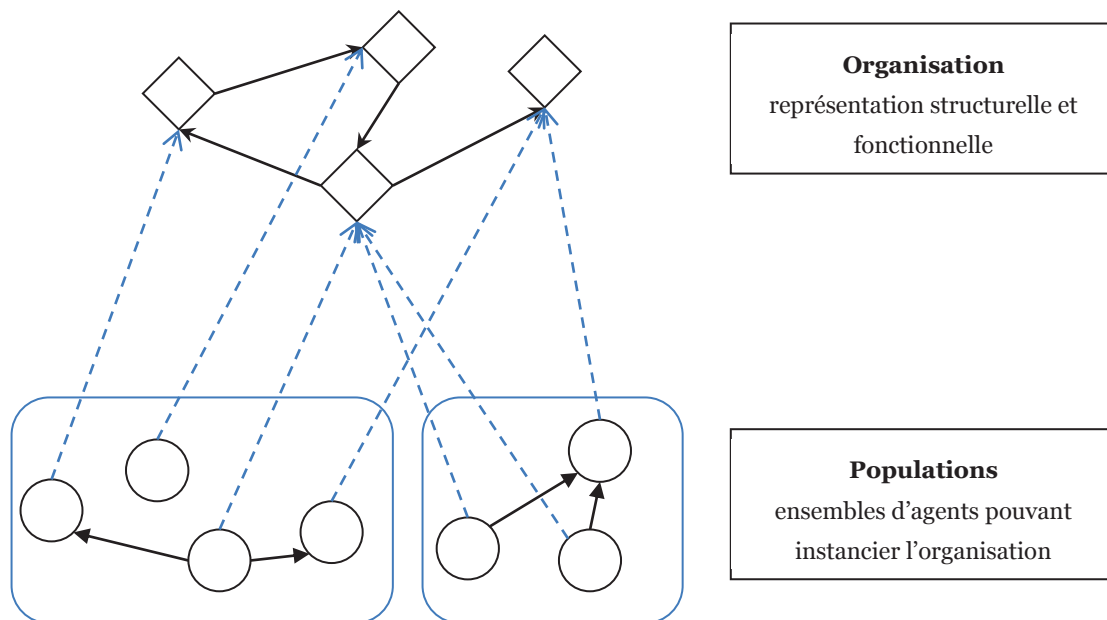 Organisation
représentation structurelle et
fonctionnelle
Populations
ensembles d’agents pouvant
instancier l’organisation